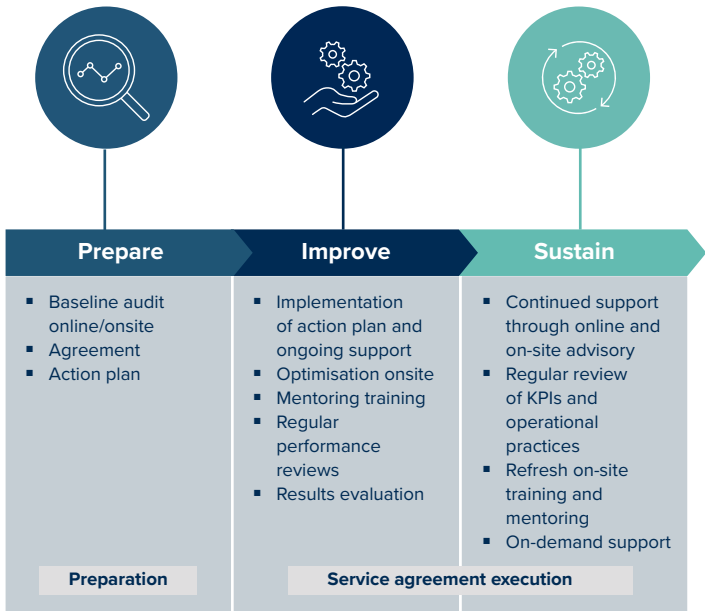 Prepare
Improve
Sustain
▪ Baseline audit
online/onsite
▪ Agreement
▪ Action plan
▪ Implementation
of action plan and
ongoing support
▪ Optimisation onsite
▪ Mentoring training
▪ Regular
performance
reviews
▪ Results evaluation
▪ Continued support
through online and
on-site advisory
▪ Regular review
of KPIs and
operational
practices
▪ Refresh on-site
training and
mentoring
▪ On-demand support
Preparation
Service agreement execution